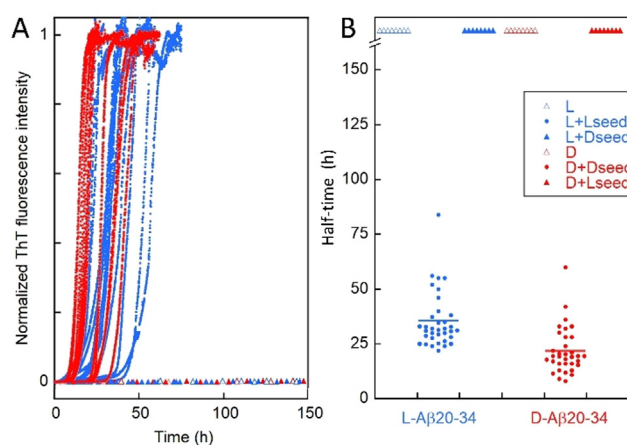 A
Normalized ThT fluorescence intensity
1
0
0
50
100
150
Time (h)
B
150
125
100
75
50
25
0
Half-time (h)
L
L+Lseed
L+Dseed
D
D+Dseed
D+Lseed
L-Aβ20-34
D-Aβ20-34